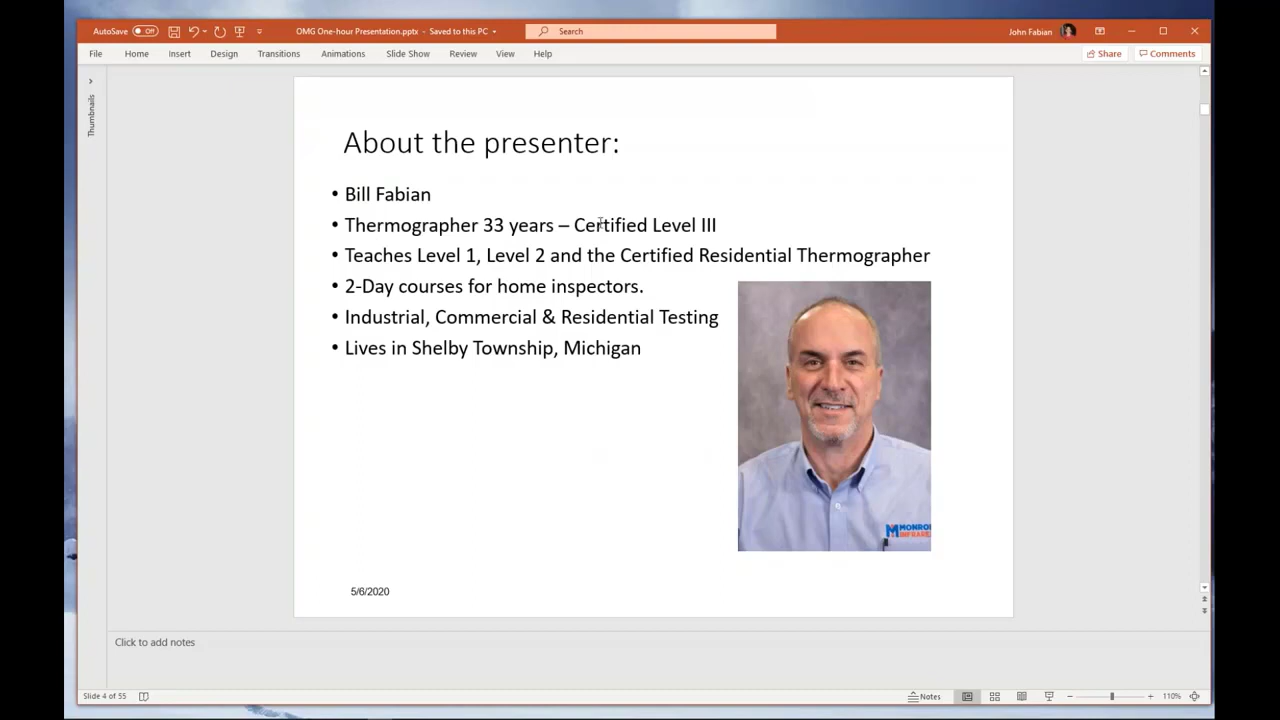 AutoSave Off
OMG One-hour Presentation.pptx - Saved to this PC
Search
John Fabian
File Home Insert Design Transitions Animations Slide Show Review View Help
Share Comments
Thumbnails
About the presenter:
• Bill Fabian
• Thermographer 33 years – Certified Level III
• Teaches Level 1, Level 2 and the Certified Residential Thermographer
• 2-Day courses for home inspectors.
• Industrial, Commercial & Residential Testing
• Lives in Shelby Township, Michigan
MONRO
INFRARE
5/6/2020
Click to add notes
Slide 4 of 55
Notes
110%